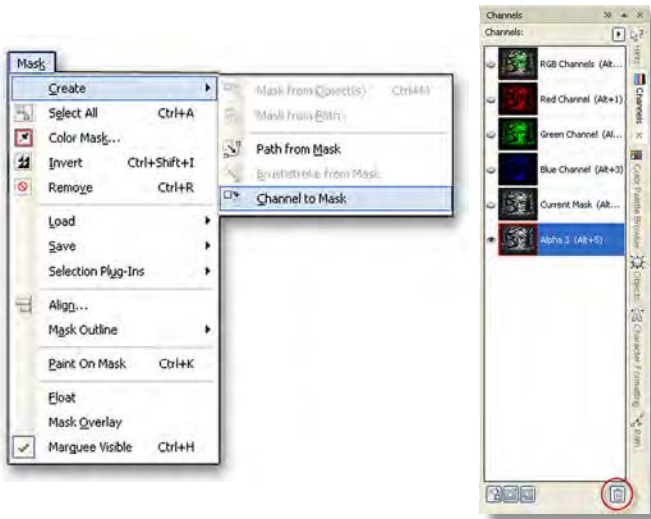 Mask
Create
Select All Ctrl+A
Color Mask...
Invert Ctrl+Shift+I
Remove Ctrl+R
Load
Save
Selection Plug-Ins
Align...
Mask Outline
Paint On Mask Ctrl+K
Float
Mask Overlay
Marquee Visible Ctrl+H
Mask from Object(s) Ctrl+M
Mask from Path
Path from Mask
Brushstroke from Mask
Channel to Mask
Channels
Channels:
RGB Channels (Alt...
Red Channel (Alt+1)
Green Channel (Al...
Blue Channel (Alt+3)
Current Mask (Alt...
Alpha 3 (Alt+5)
Hints
Channels
Color Palette Browser
Objects
Character Formatting
Path